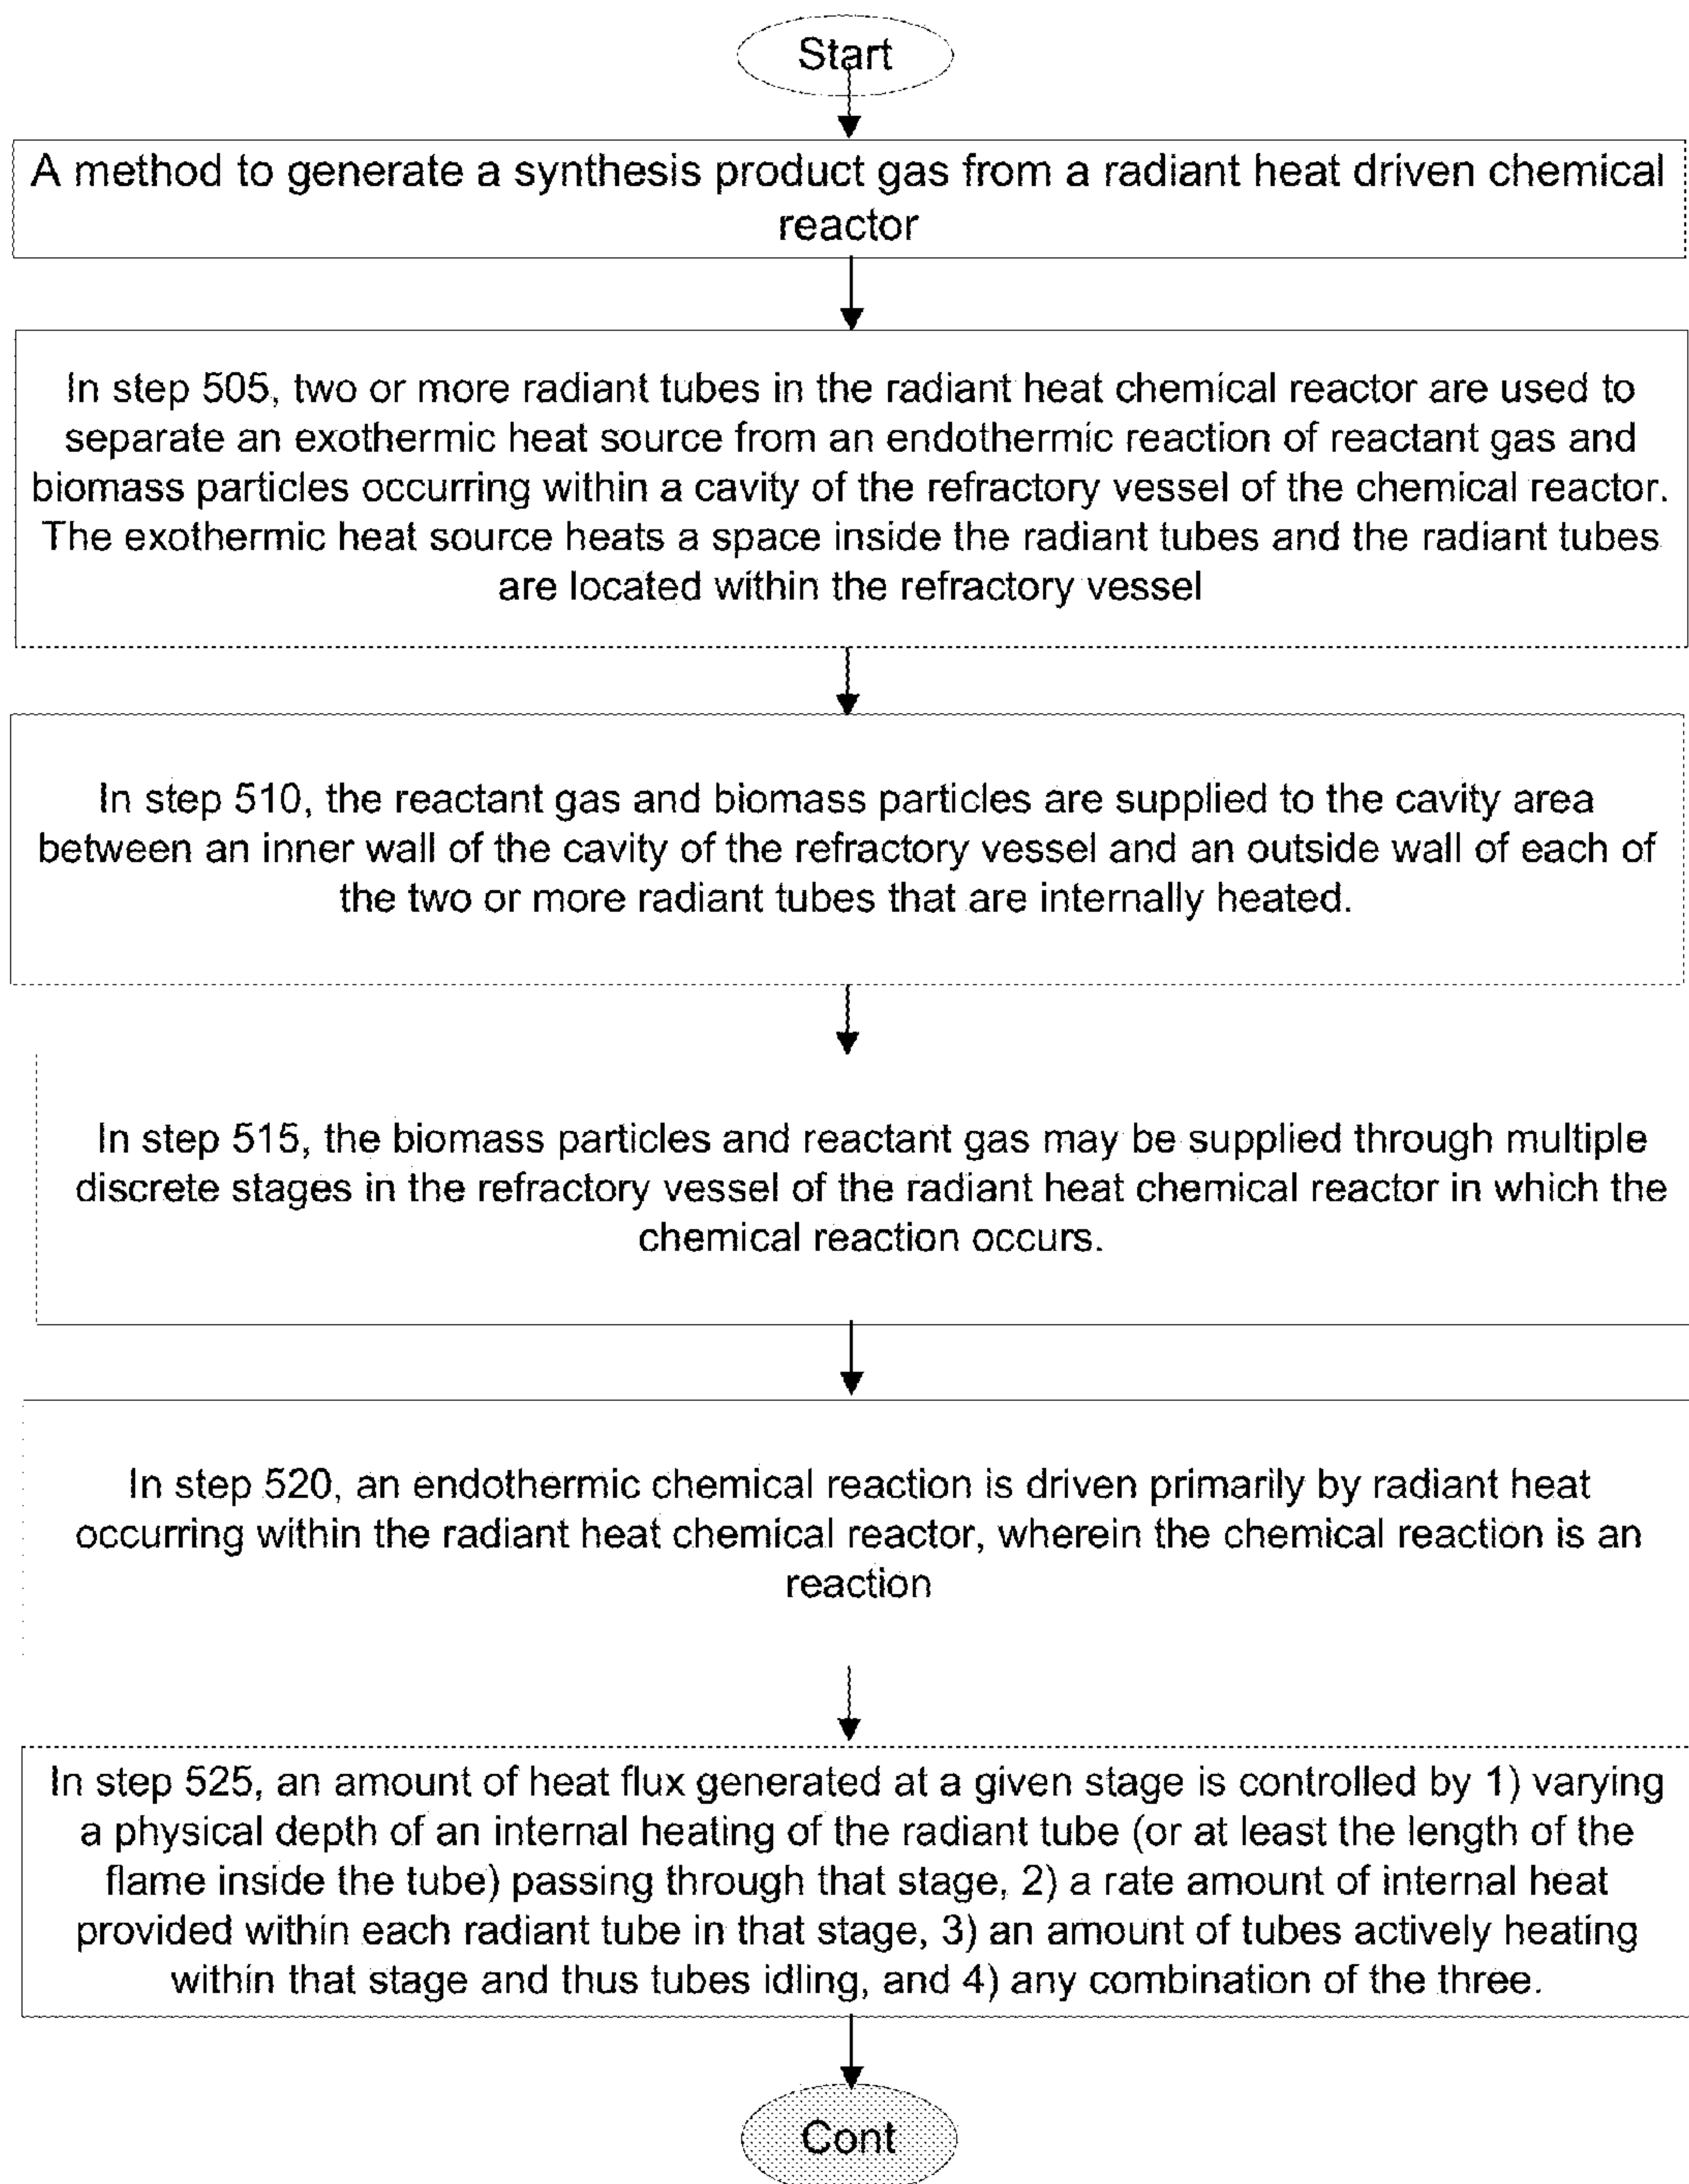 Start
A method to generate a synthesis product gas from a radiant heat driven chemical
reactor
In step 505, two or more radiant tubes in the radiant heat chemical reactor are used to
separate an exothermic heat source from an endothermic reaction of reactant gas and
biomass particles occurring within a cavity of the refractory vessel of the chemical reactor.
The exothermic heat source heats a space inside the radiant tubes and the radiant tubes
are located within the refractory vessel
In step 510, the reactant gas and biomass particles are supplied to the cavity area
between an inner wall of the cavity of the refractory vessel and an outside wall of each of
the two or more radiant tubes that are internally heated.
In step 515, the biomass particles and reactant gas may be supplied through multiple
discrete stages in the refractory vessel of the radiant heat chemical reactor in which the
chemical reaction occurs.
In step 520, an endothermic chemical reaction is driven primarily by radiant heat
occurring within the radiant heat chemical reactor, wherein the chemical reaction is an
reaction
In step 525, an amount of heat flux generated at a given stage is controlled by 1) varying
a physical depth of an internal heating of the radiant tube (or at least the length of the
flame inside the tube) passing through that stage, 2) a rate amount of internal heat
provided within each radiant tube in that stage, 3) an amount of tubes actively heating
within that stage and thus tubes idling, and 4) any combination of the three.
Cont